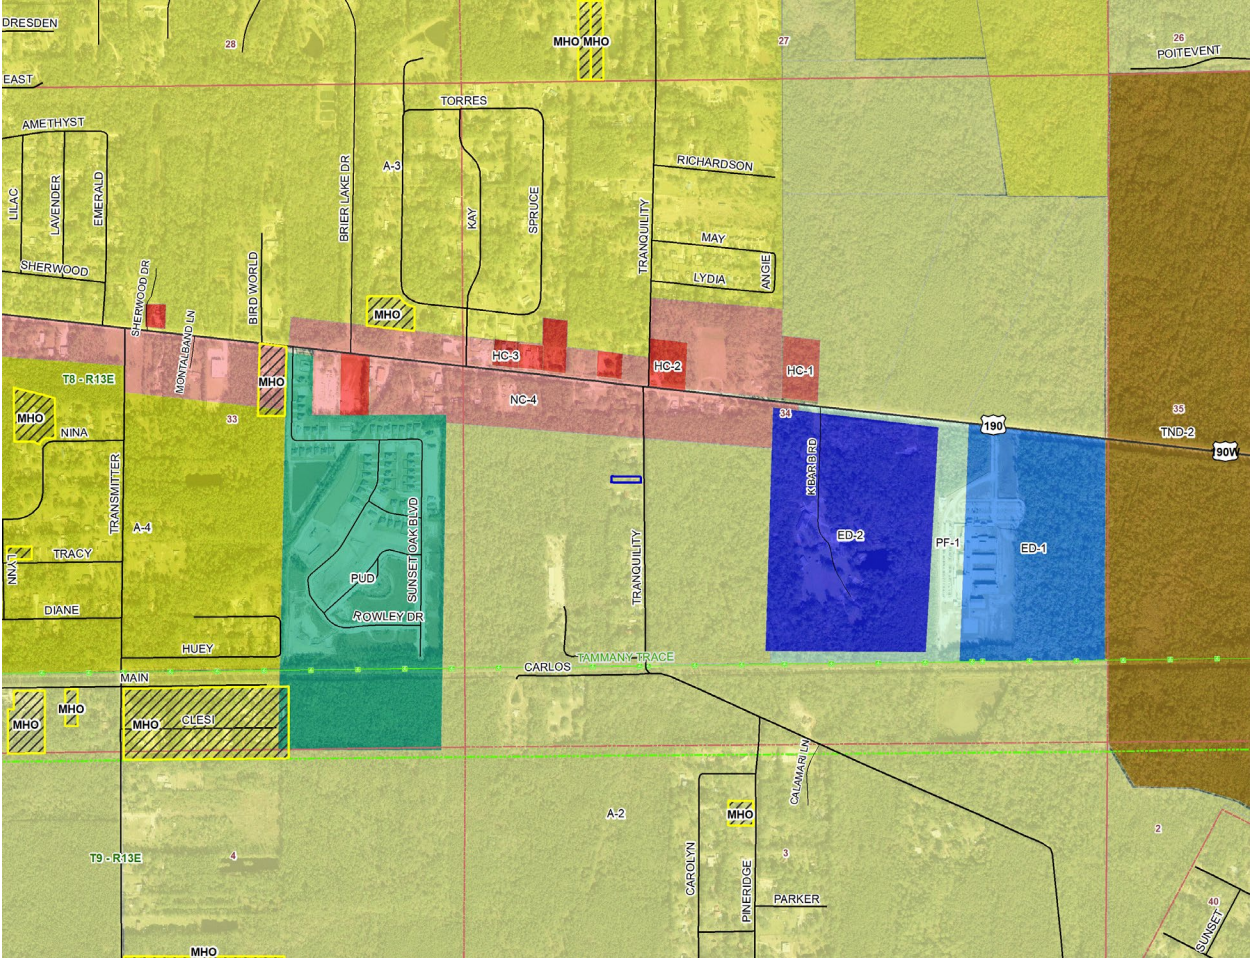 DRESDEN
28
MHO
MHO
27
26
POITEVENT
EAST
TORRES
AMETHYST
A-3
RICHARDSON
LILAC
LAVENDER
EMERALD
BRIER LAKE DR
KAY
SPRUCE
TRANQUILITY
MAY
SHERWOOD
SHERWOOD DR
BIRD WORLD
LYDIA
ANGIE
MONTALBAND LN
MHO
HC-3
HC-2
HC-1
T8 - R13E
MHO
NC-4
MHO
33
34
35
190
TND-2
190W
NINA
TRANSMITTER
KBARB RD
A-4
SUNSET OAK BLVD
TRANQUILITY
ED-2
PF-1
ED-1
TRACY
LYNN
PUD
DIANE
ROWLEY DR
HUEY
TAMMANY TRACE
CARLOS
MAIN
MHO
MHO
MHO
CLESI
CALAMARI LN
A-2
MHO
2
T9 - R13E
4
CAROLYN
PINERIDGE
3
PARKER
40
SUNSET
MHO